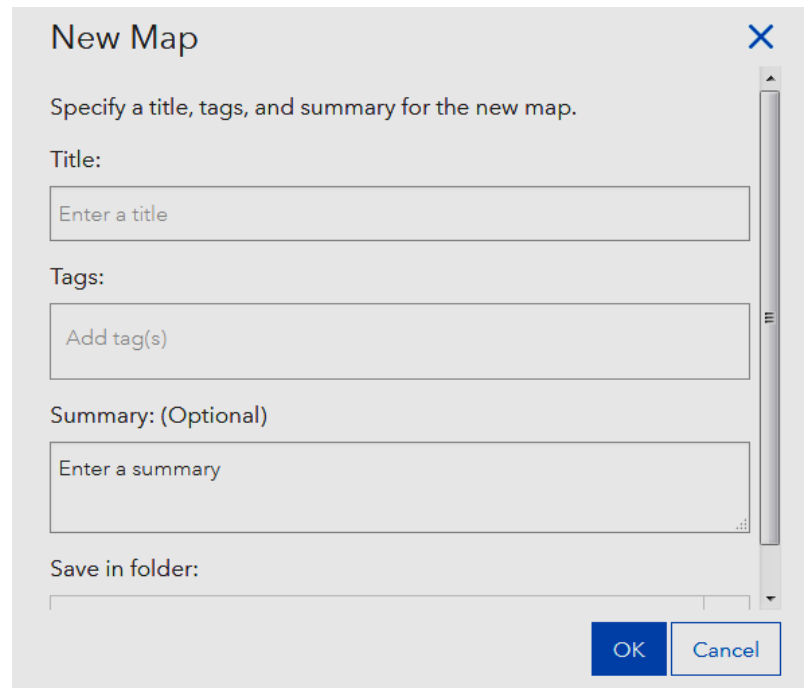 New Map
Specify a title, tags, and summary for the new map.
Title:
Enter a title
Tags:
Add tag(s)
Summary: (Optional)
Enter a summary
Save in folder:
OK
Cancel